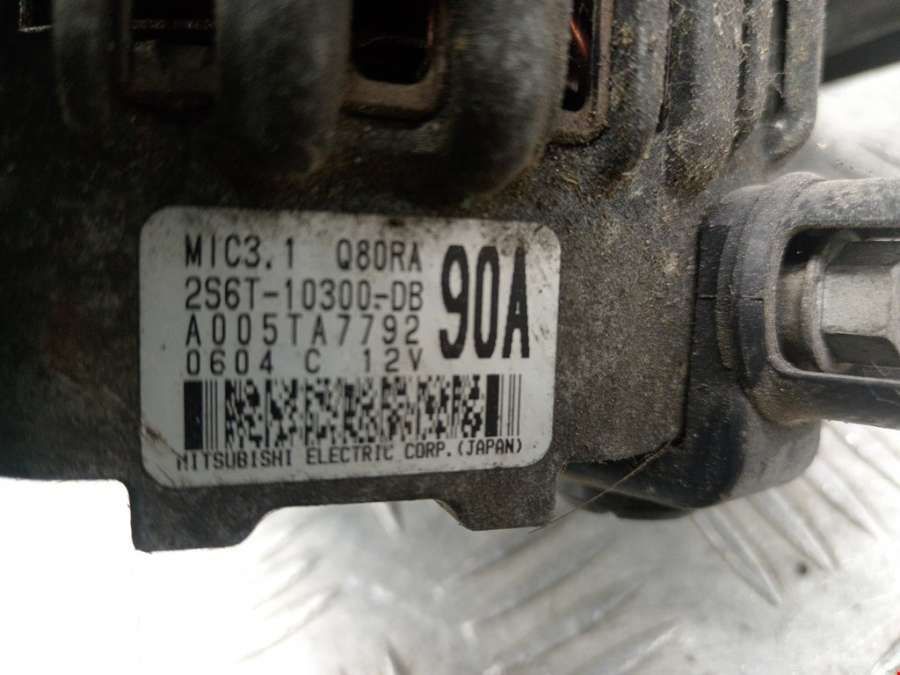 MIC3.1 Q80RA
2S6T-10300-DB 90A
A005TA7792
0604 C 12V
MITSUBISHI ELECTRIC CORP.(JAPAN)